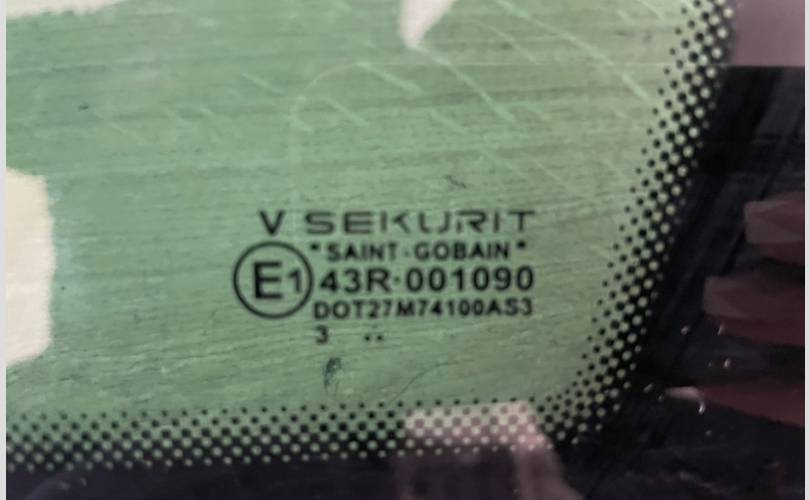 V SEKURIT
"SAINT-GOBAIN"
E1 43R-001090
DOT27M74100AS3
3 ..